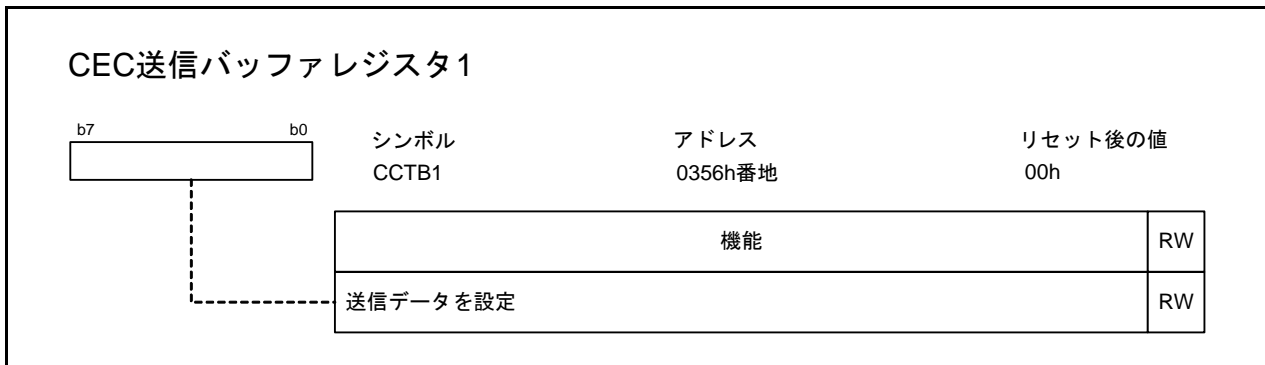 CEC送信バッファレジスタ1
b7 b0
シンボル アドレス リセット後の値
CCTB1 0356h番地 00h
機能 RW
送信データを設定 RW